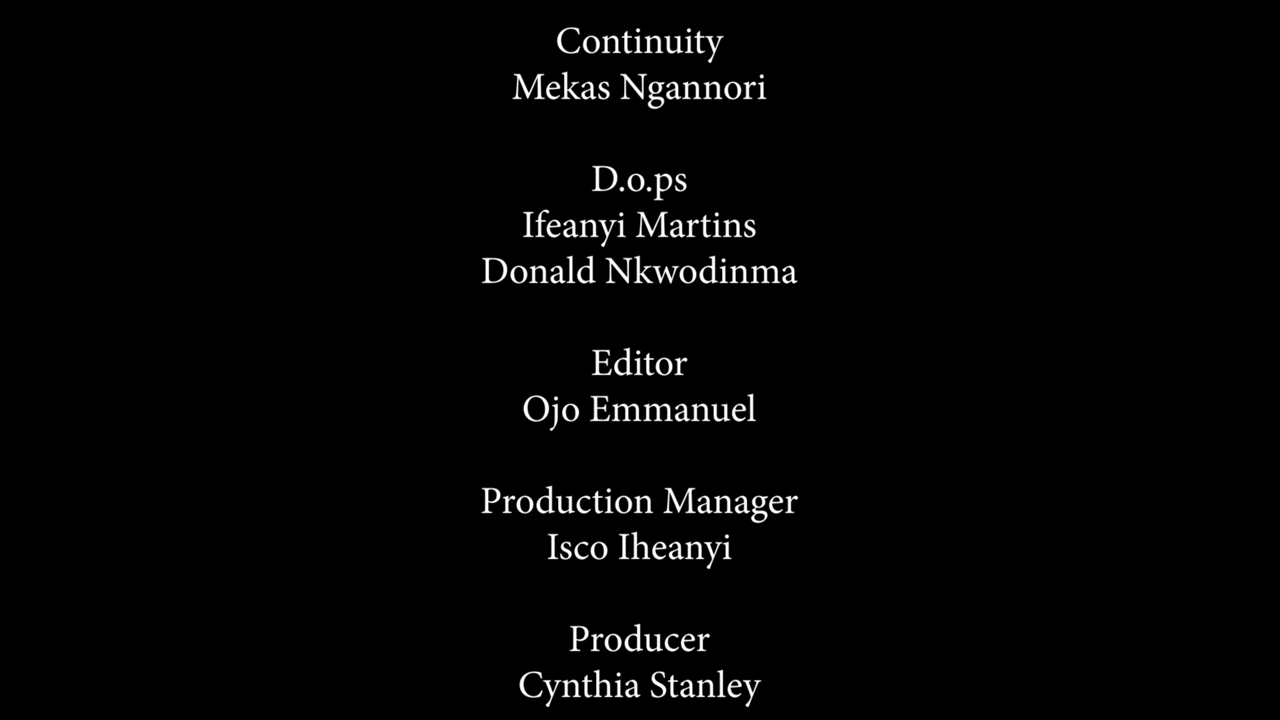 Continuity
Mekas Ngannori
D.o.ps
Ifeanyi Martins
Donald Nkwodinma
Editor
Ojo Emmanuel
Production Manager
Isco Iheanyi
Producer
Cynthia Stanley